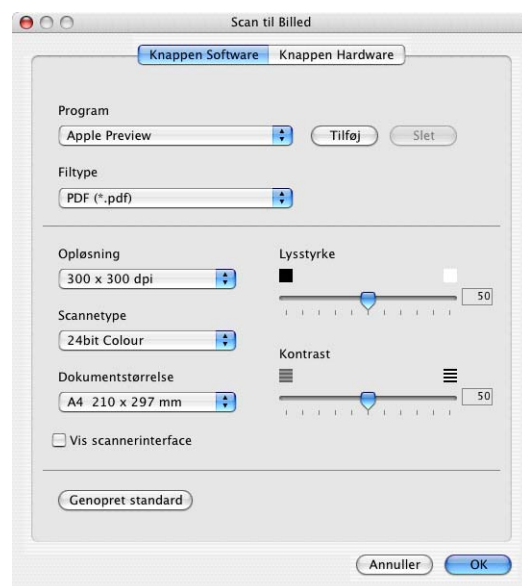 Scan til Billed
Knappen Software Knappen Hardware
Program
Apple Preview Tilføj Slet
Filtype
PDF (*.pdf)
Opløsning
300 x 300 dpi
Scannetype
24bit Colour
Dokumentstørrelse
A4 210 x 297 mm
Vis scannerinterface
Lysstyrke
50
Kontrast
50
Genopret standard
Annuller OK